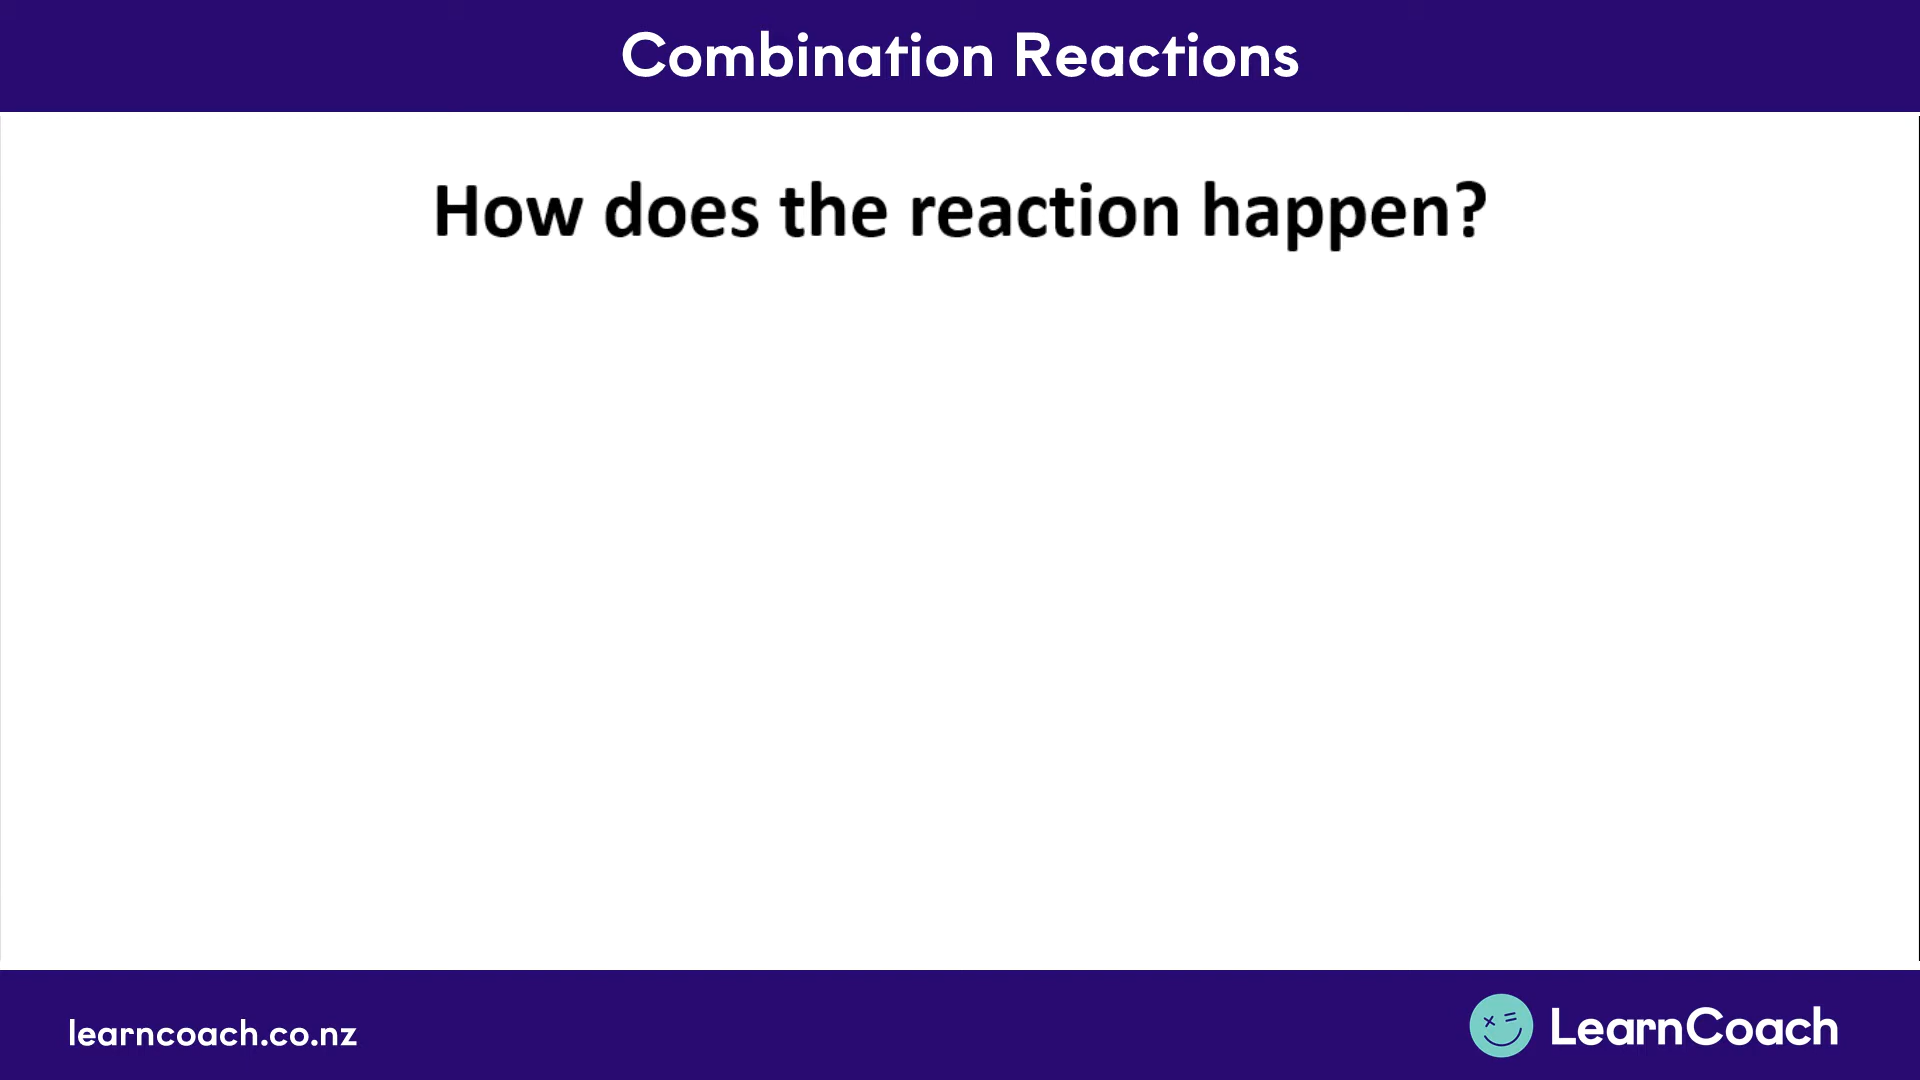 Combination Reactions
How does the reaction happen?
learncoach.co.nz
LearnCoach